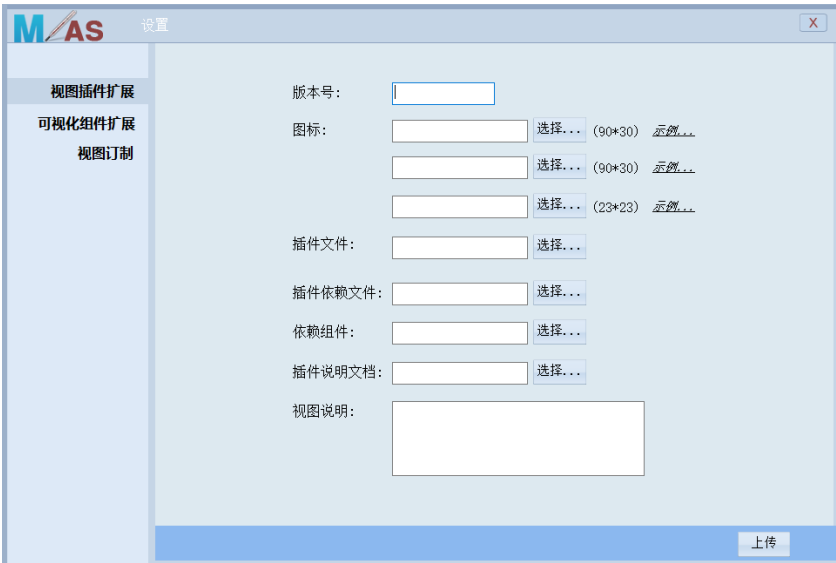 MAS 设置 X
视图插件扩展
可视化组件扩展
视图订制
版本号:
图标: 选择... (90*30) 示例...
选择... (90*30) 示例...
选择... (23*23) 示例...
插件文件: 选择...
插件依赖文件: 选择...
依赖组件: 选择...
插件说明文档: 选择...
视图说明:
上传